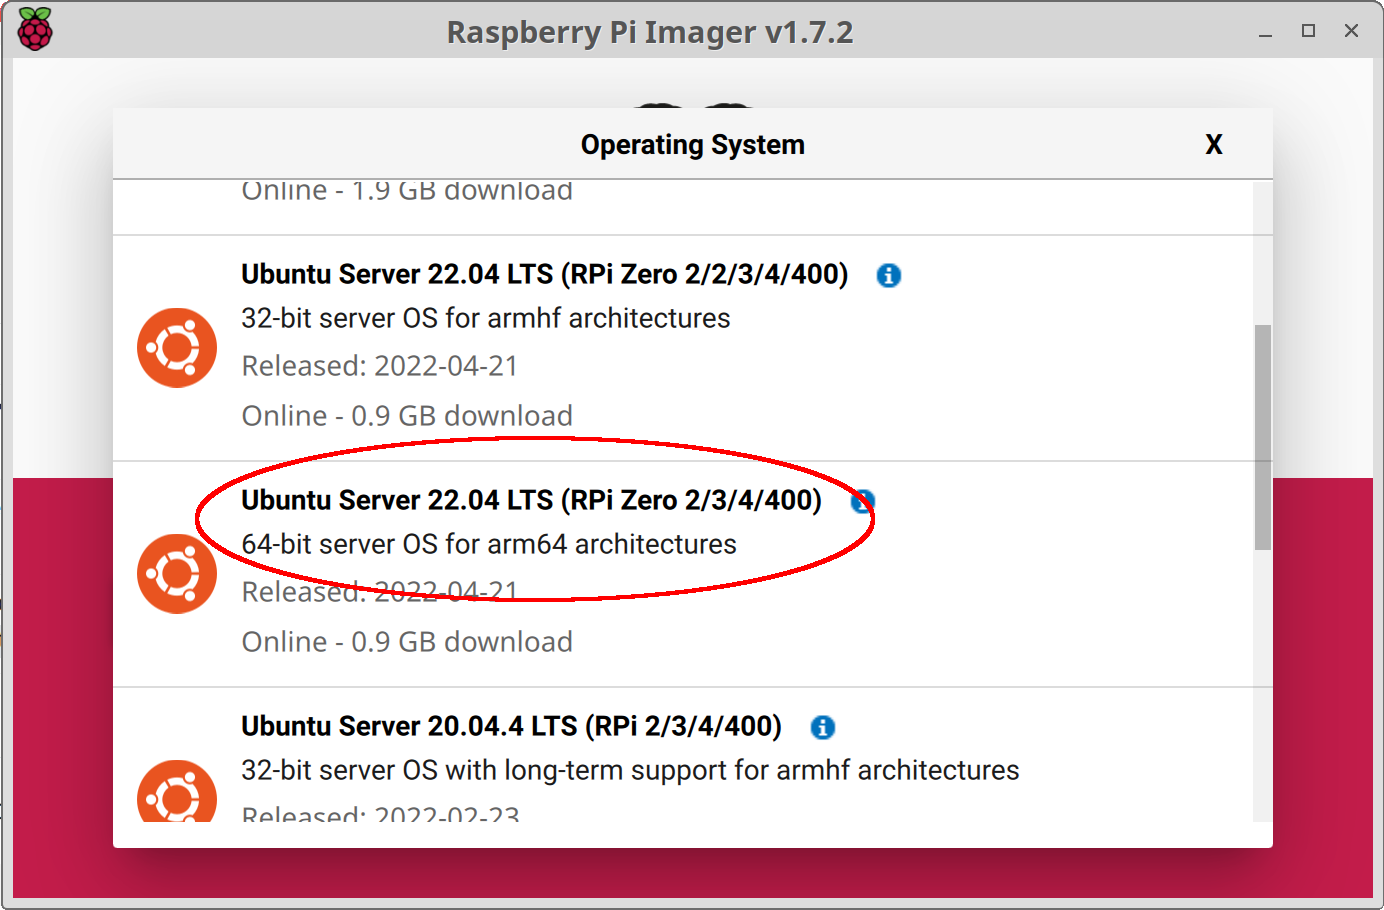 Raspberry Pi Imager v1.7.2
Operating System
X
Online - 1.9 GB download
Ubuntu Server 22.04 LTS (RPi Zero 2/2/3/4/400)
32-bit server OS for armhf architectures
Released: 2022-04-21
Online - 0.9 GB download
Ubuntu Server 22.04 LTS (RPi Zero 2/3/4/400)
64-bit server OS for arm64 architectures
Released: 2022-04-21
Online - 0.9 GB download
Ubuntu Server 20.04.4 LTS (RPi 2/3/4/400)
32-bit server OS with long-term support for armhf architectures
Released: 2022-02-23